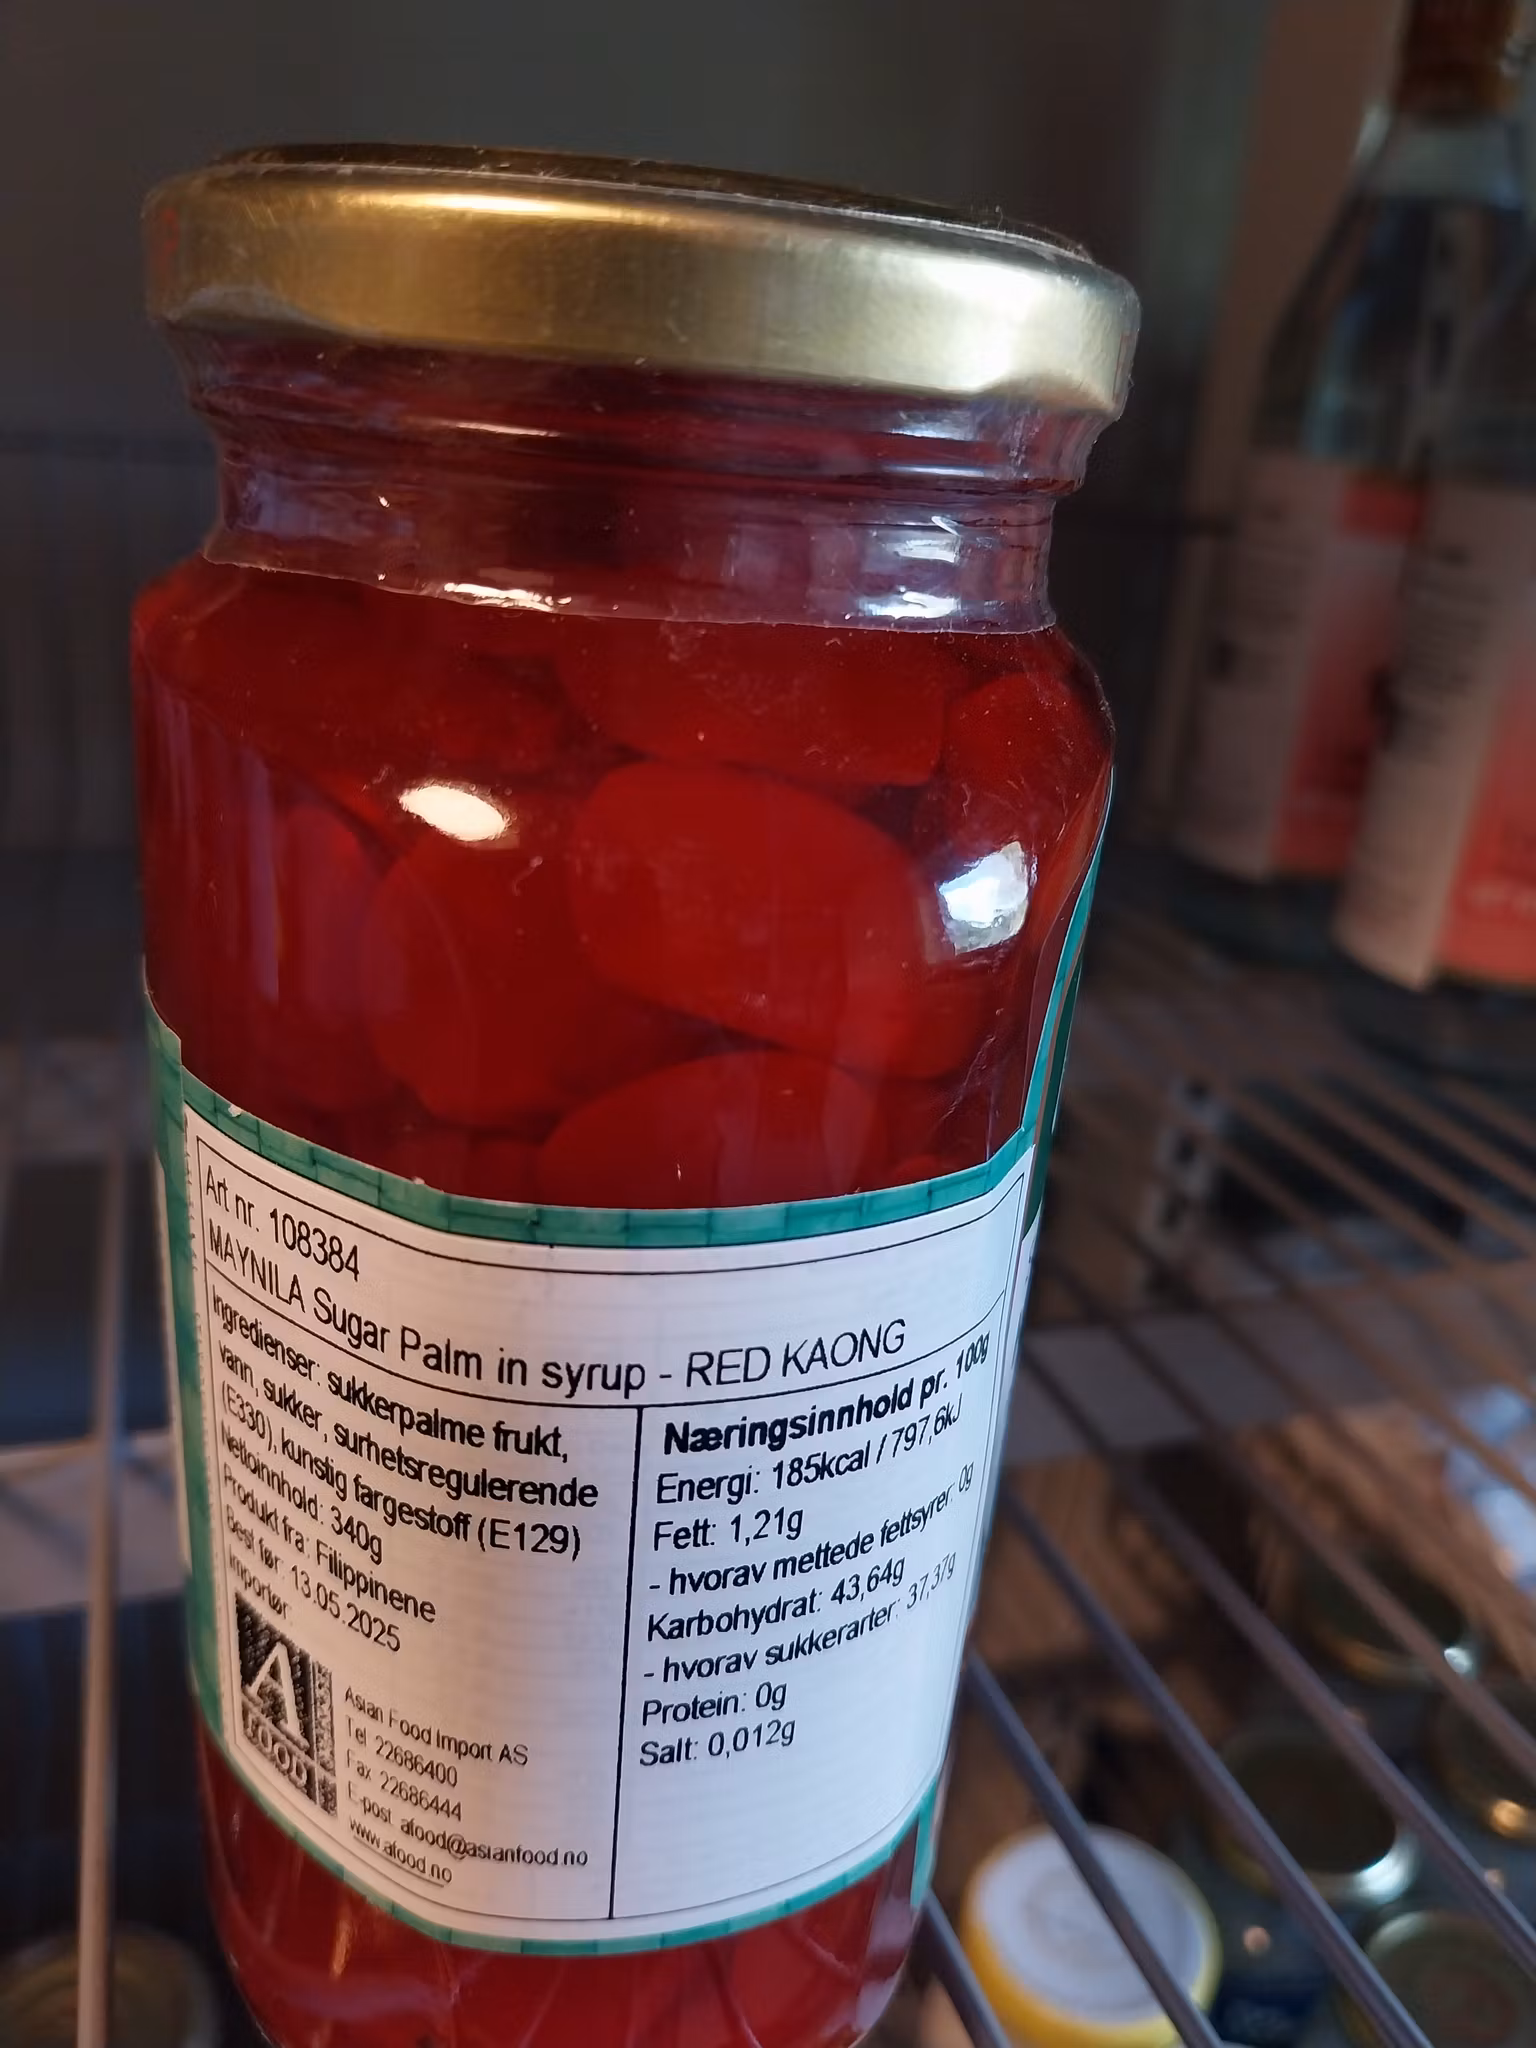 Art nr. 108384
MAYNILA Sugar Palm in syrup - RED KAONG
Ingredienser: sukkerpalme frukt,
vann, sukker, surhetsregulerende
(E330), kunstig fargestoff (E129)
Nettoinnhold: 340g
Produkt fra: Filippinene
Best før: 13.05.2025
Importør:
A
FOOD
Asian Food Import AS
Tel 22686400
Fax 22686444
E-post afood@asianfood.no
www.afood.no
Næringsinnhold pr. 100g
Energi: 185kcal / 797,6kJ
Fett: 1,21g
- hvorav mettede fettsyrer: 0g
Karbohydrat: 43,64g
- hvorav sukkerarter: 37,37g
Protein: 0g
Salt: 0,012g